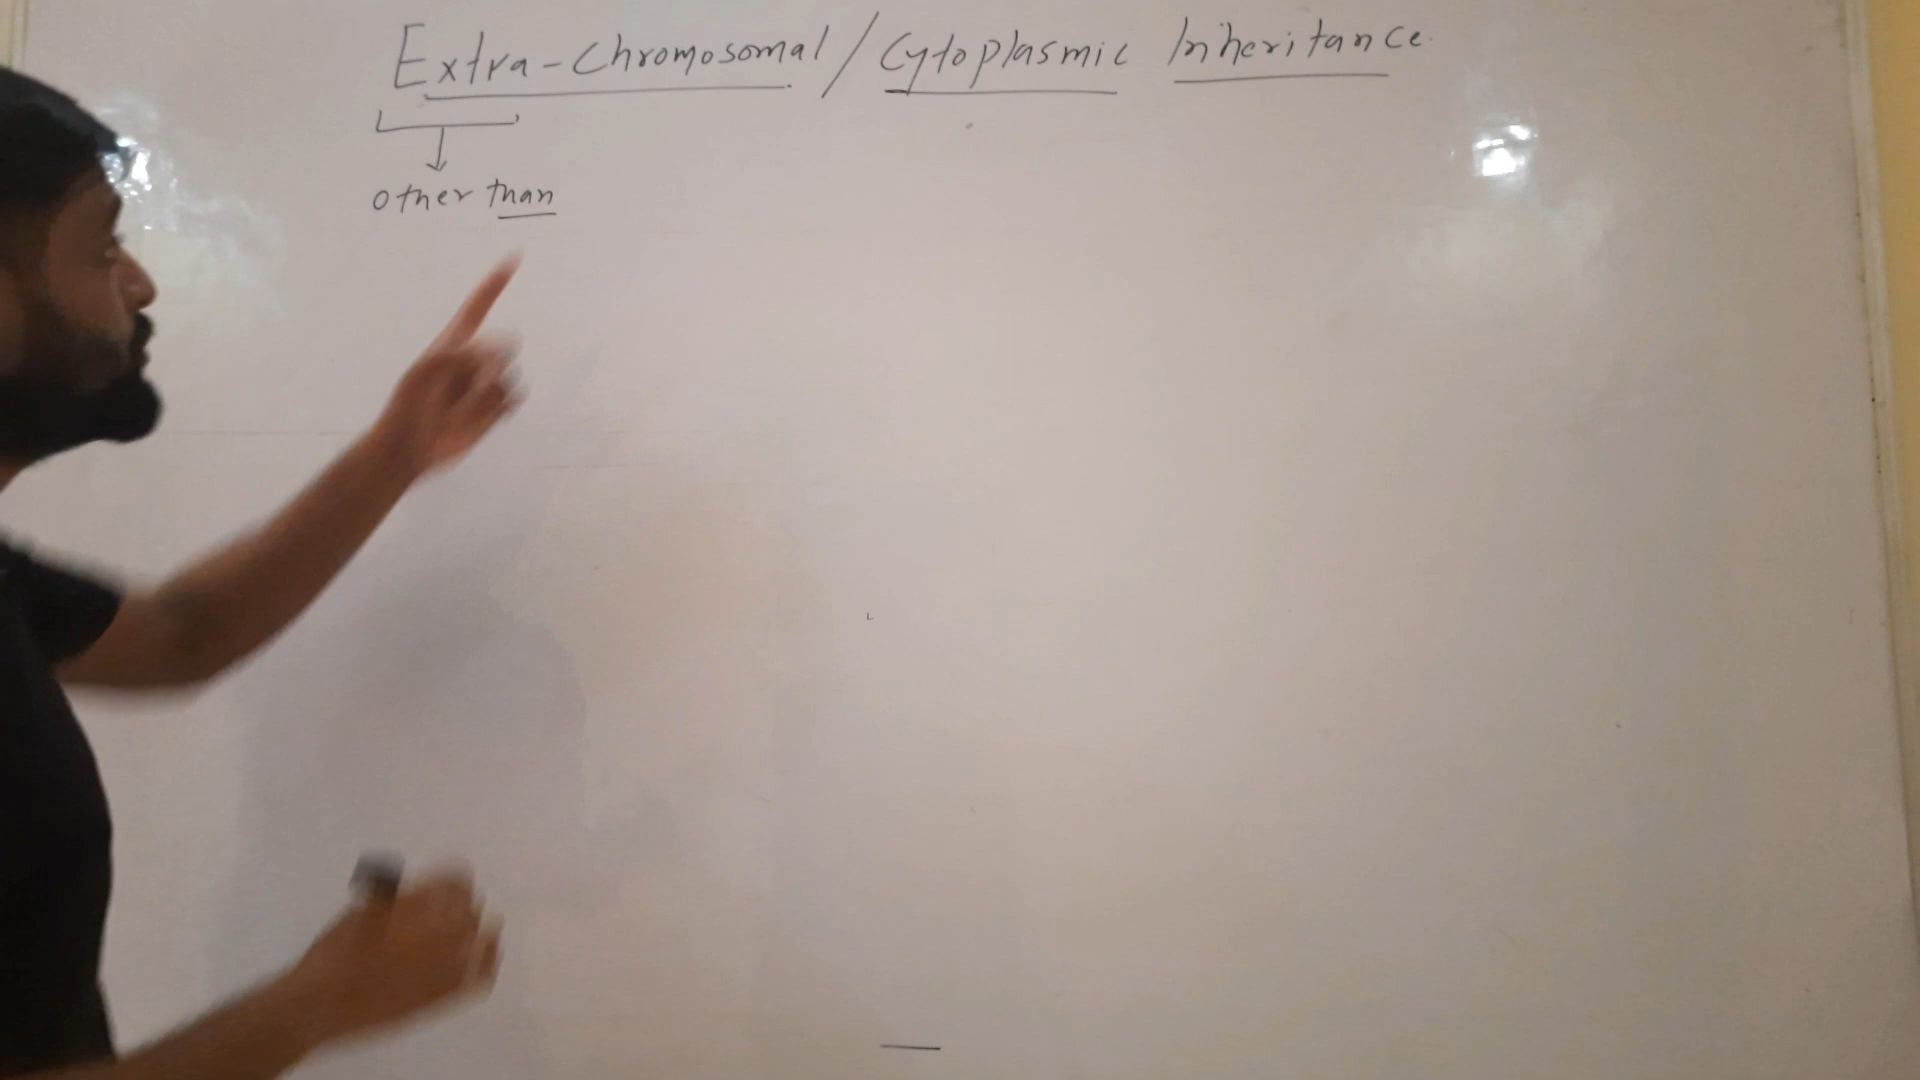 Extra-Chromosomal / Cytoplasmic Inheritance.
other than